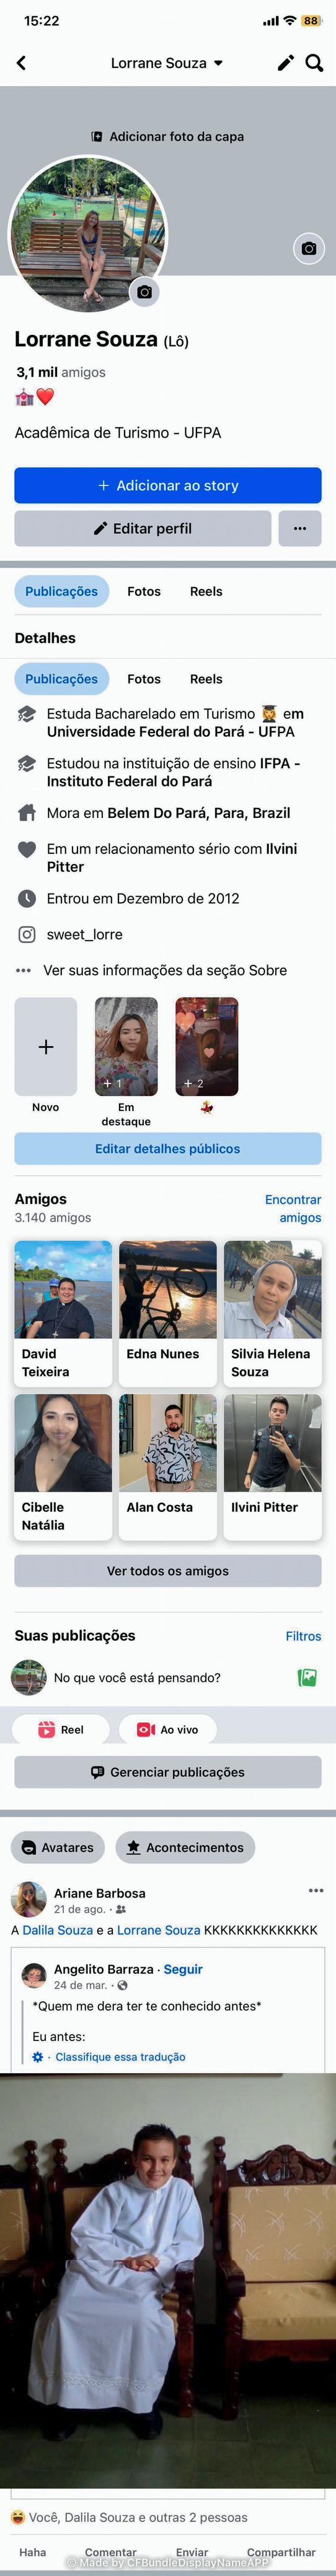 15:22
88
Lorrane Souza
Adicionar foto da capa
Lorrane Souza (Lô)
3,1 mil amigos
Acadêmica de Turismo - UFPA
+ Adicionar ao story
Editar perfil
Publicações Fotos Reels
Detalhes
Publicações Fotos Reels
Estuda Bacharelado em Turismo 👩‍🎓 em
Universidade Federal do Pará - UFPA
Estudou na instituição de ensino IFPA -
Instituto Federal do Pará
Mora em Belem Do Pará, Para, Brazil
Em um relacionamento sério com Ilvini
Pitter
Entrou em Dezembro de 2012
sweet_lorre
Ver suas informações da seção Sobre
+ 1
+ 2
Novo
Em
destaque
Editar detalhes públicos
Amigos
3.140 amigos
Encontrar
amigos
David
Teixeira
Edna Nunes
Silvia Helena
Souza
Cibelle
Natália
Alan Costa
Ilvini Pitter
Ver todos os amigos
Suas publicações Filtros
No que você está pensando?
Reel Ao vivo
Gerenciar publicações
Avatares Acontecimentos
Ariane Barbosa
21 de ago. ·
A Dalila Souza e a Lorrane Souza KKKKKKKKKKKKKK
Angelito Barraza · Seguir
24 de mar. ·
*Quem me dera ter te conhecido antes*
Eu antes:
· Classifique essa tradução
Você, Dalila Souza e outras 2 pessoas
Haha Comentar Enviar Compartilhar
© Made by CFBundleDisplayNameAPP